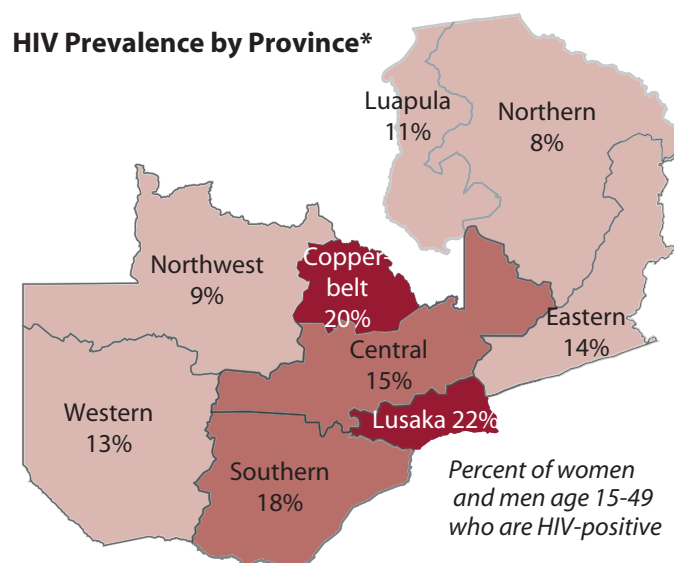 HIV Prevalence by Province*
Luapula
11%
Northern
8%
Northwest
9%
Copper-
belt
20%
Eastern
14%
Central
15%
Western
13%
Lusaka 22%
Southern
18%
Percent of women
and men age 15-49
who are HIV-positive